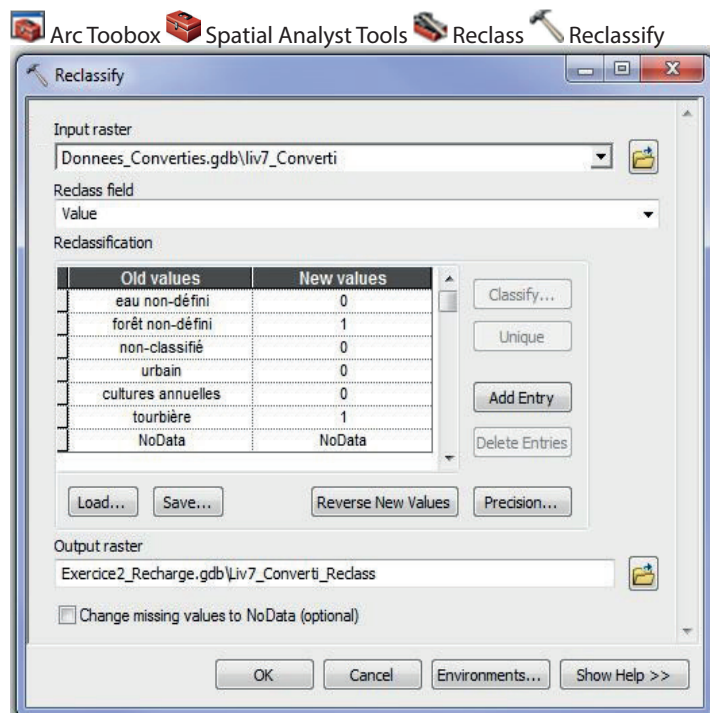 Arc Toobox Spatial Analyst Tools Reclass Reclassify
Reclassify
Input raster
Donnees_Converties.gdb\liv7_Converti
Reclass field
Value
Reclassification
Old values New values
eau non-défini 0
forêt non-défini 1
non-classifié 0
urbain 0
cultures annuelles 0
tourbière 1
NoData NoData
Classify...
Unique
Add Entry
Delete Entries
Load... Save... Reverse New Values Precision...
Output raster
Exercice2_Recharge.gdb\Liv7_Converti_Reclass
Change missing values to NoData (optional)
OK Cancel Environments... Show Help >>